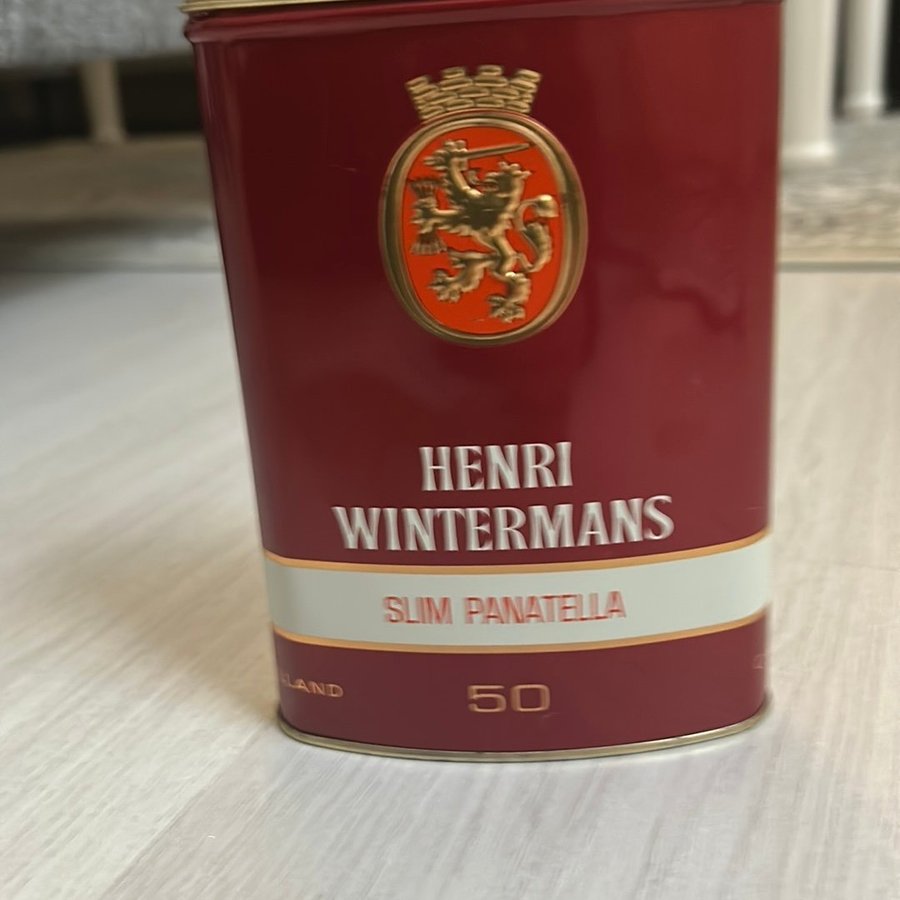 HENRI
WINTERMANS
SLIM PANATELLA
50